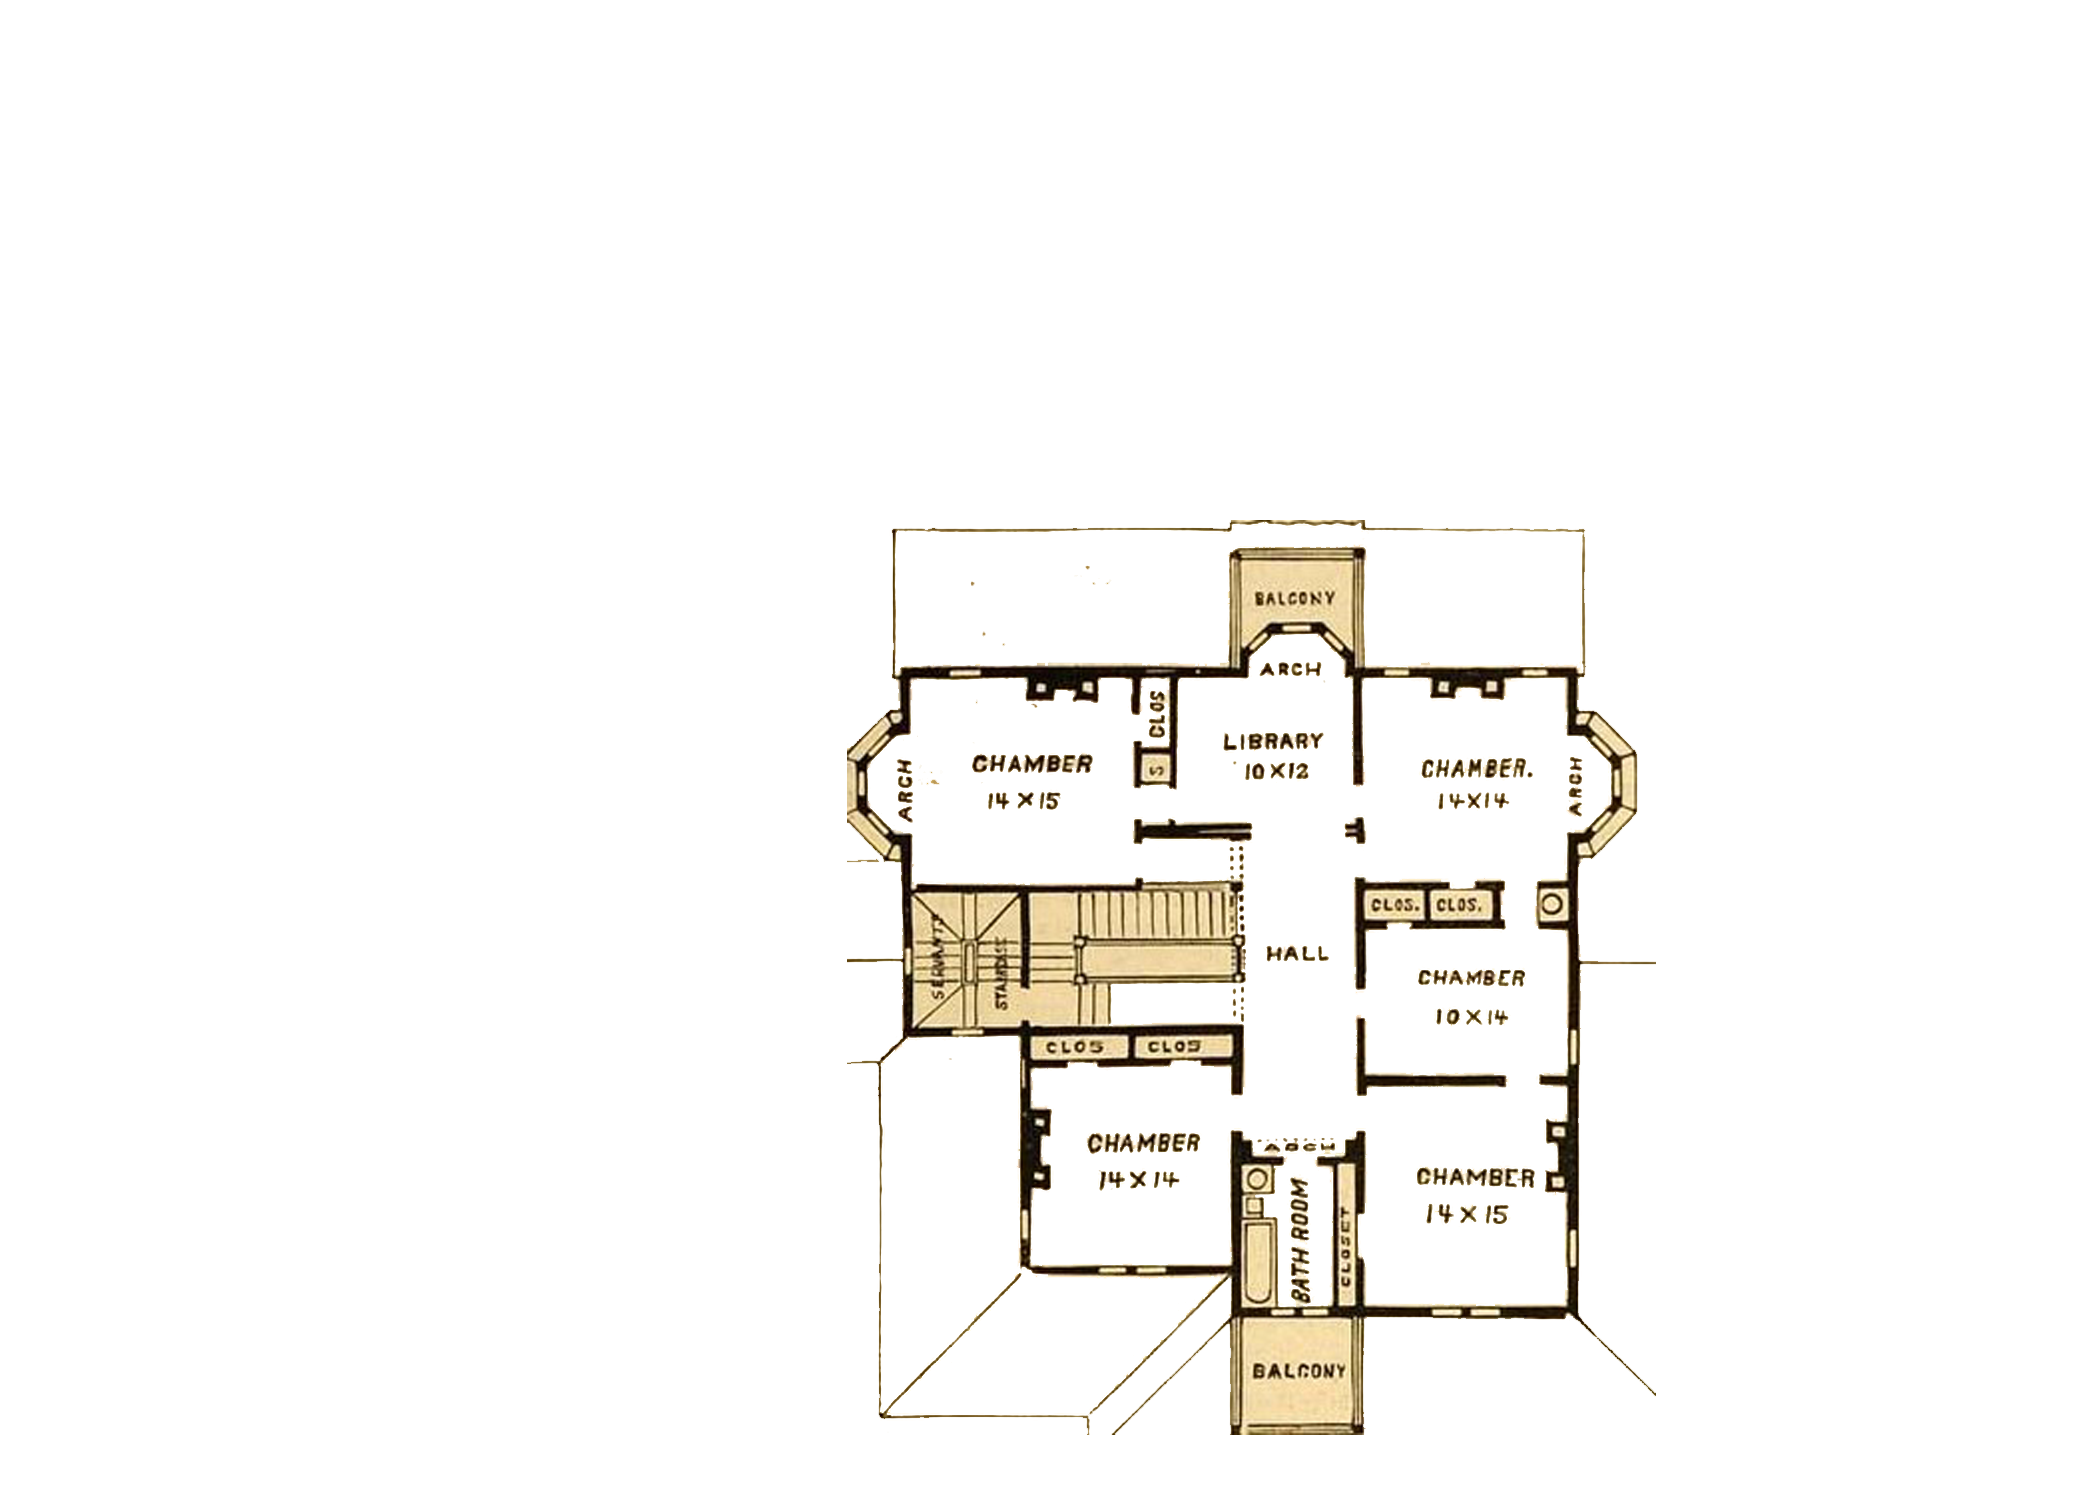 BALCONY
ARCH
CLOS
LIBRARY
10 X 12
S
CHAMBER
14 X 15
ARCH
CHAMBER.
14 X 14
ARCH
CLOS.
CLOS.
SERVANTS
STAIRCASE
HALL
CHAMBER
10 X 14
CLOS
CLOS
CHAMBER
14 X 14
ARCH
BATH ROOM
CLOSET
CHAMBER
14 X 15
BALCONY